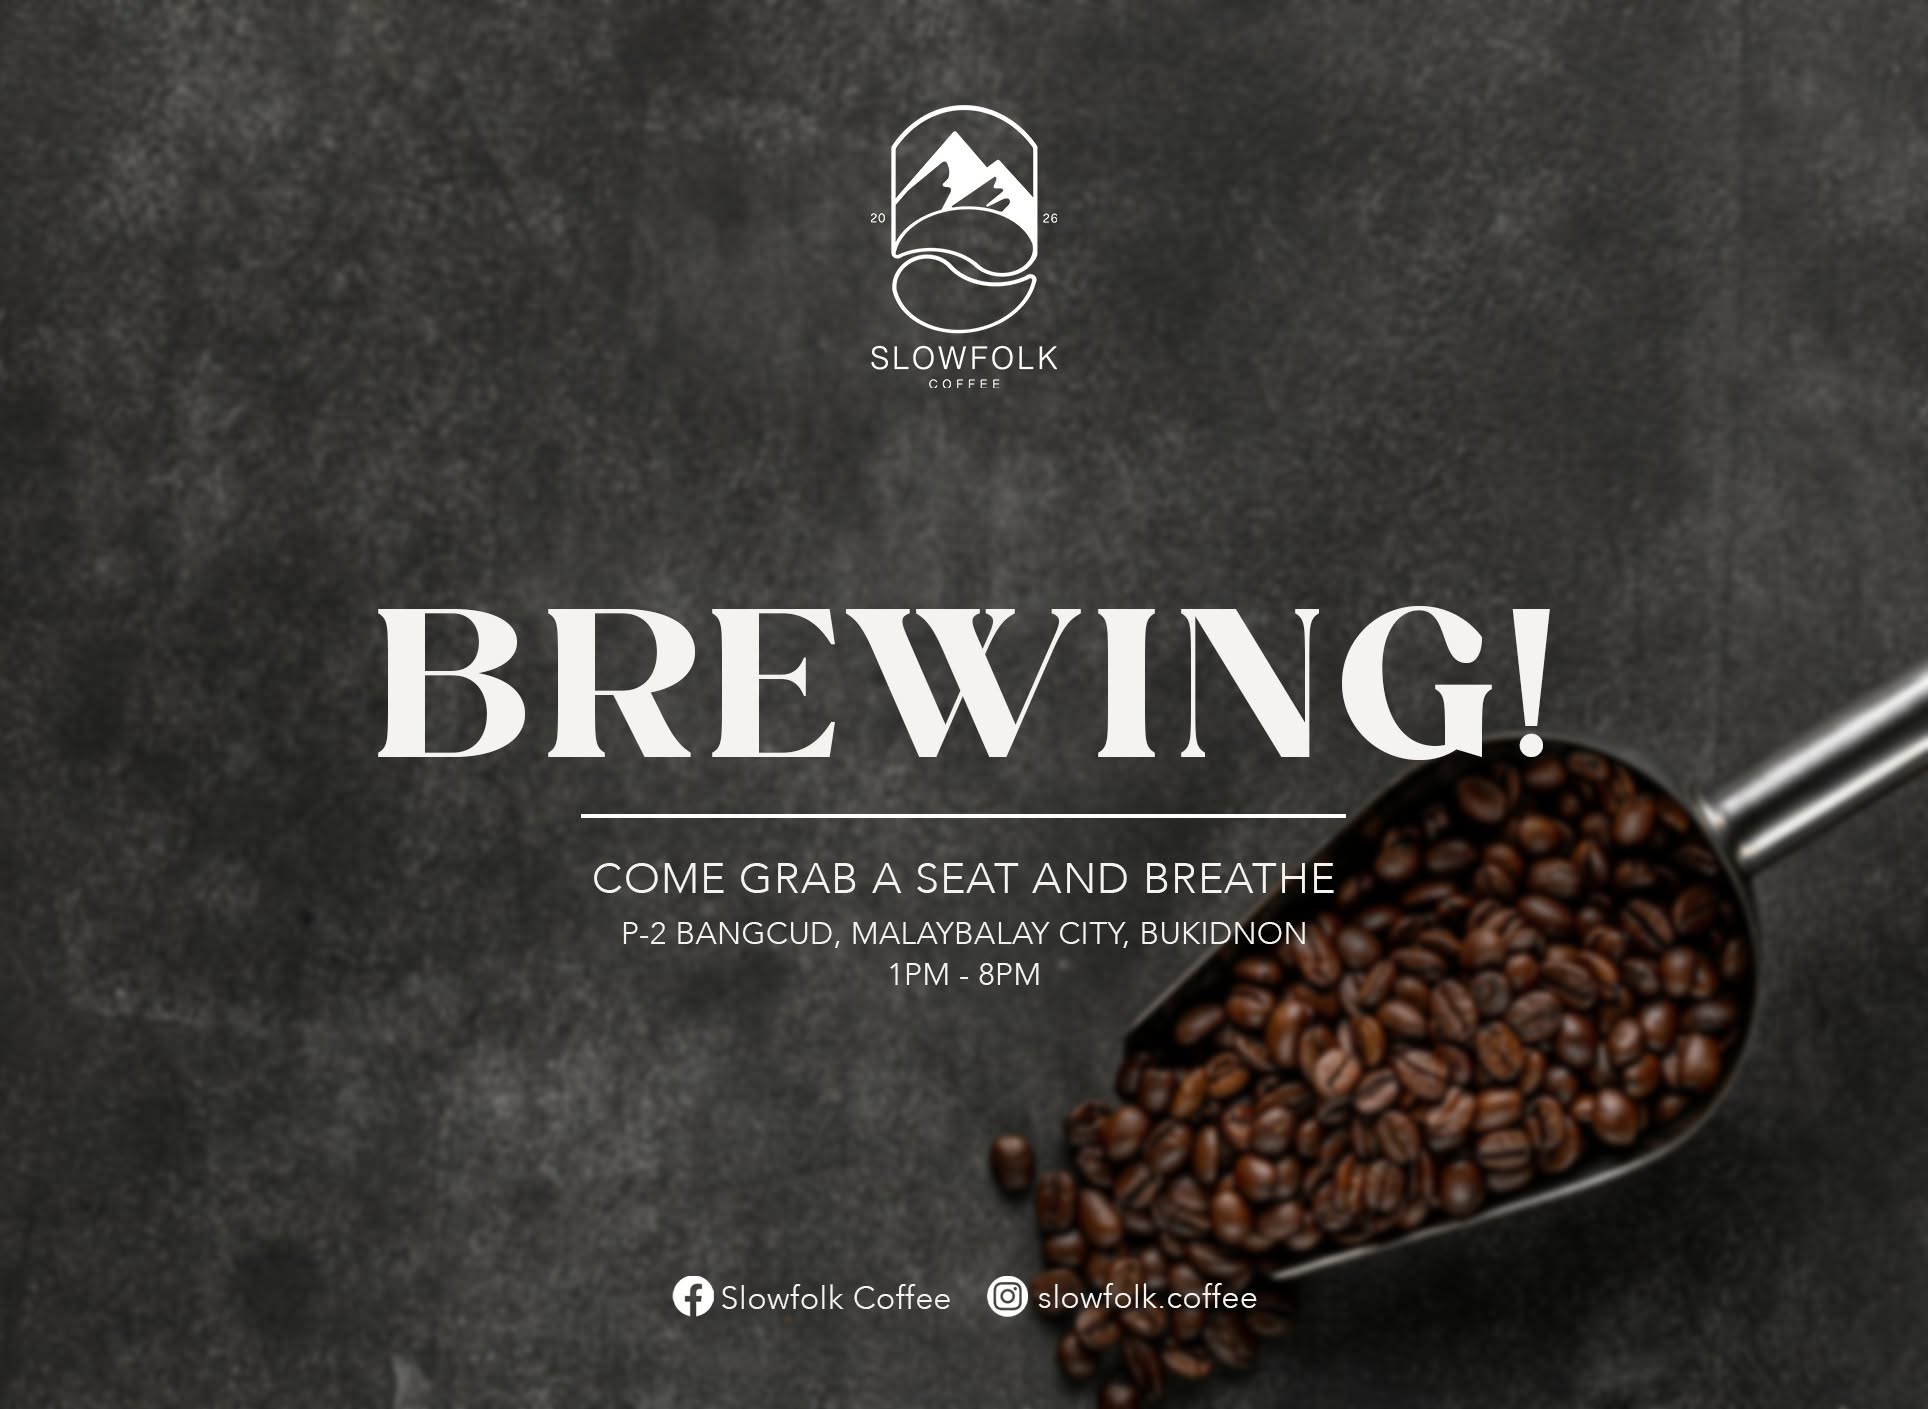 20 26
SLOWFOLK
COFFEE
BREWING!
COME GRAB A SEAT AND BREATHE
P-2 BANGCUD, MALAYBALAY CITY, BUKIDNON
1PM - 8PM
Slowfolk Coffee slowfolk.coffee